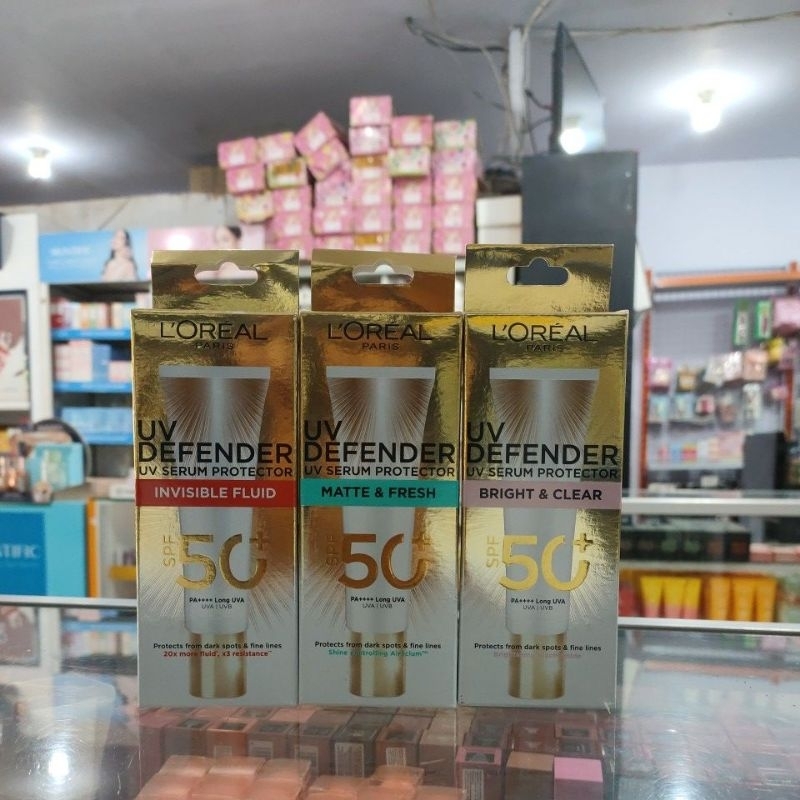 L'ORÉAL
PARIS
UV
DEFENDER
UV SERUM PROTECTOR
INVISIBLE FLUID
SPF 50+
PA++++ Long UVA
UVA | UVB
Protects from dark spots & fine lines
20x more fluid*, x3 resistance**
L'ORÉAL
PARIS
UV
DEFENDER
UV SERUM PROTECTOR
MATTE & FRESH
SPF 50+
PA++++ Long UVA
UVA | UVB
Protects from dark spots & fine lines
Shine controlling Airlicium™
L'ORÉAL
PARIS
UV
DEFENDER
UV SERUM PROTECTOR
BRIGHT & CLEAR
SPF 50+
PA++++ Long UVA
UVA | UVB
Protects from dark spots & fine lines